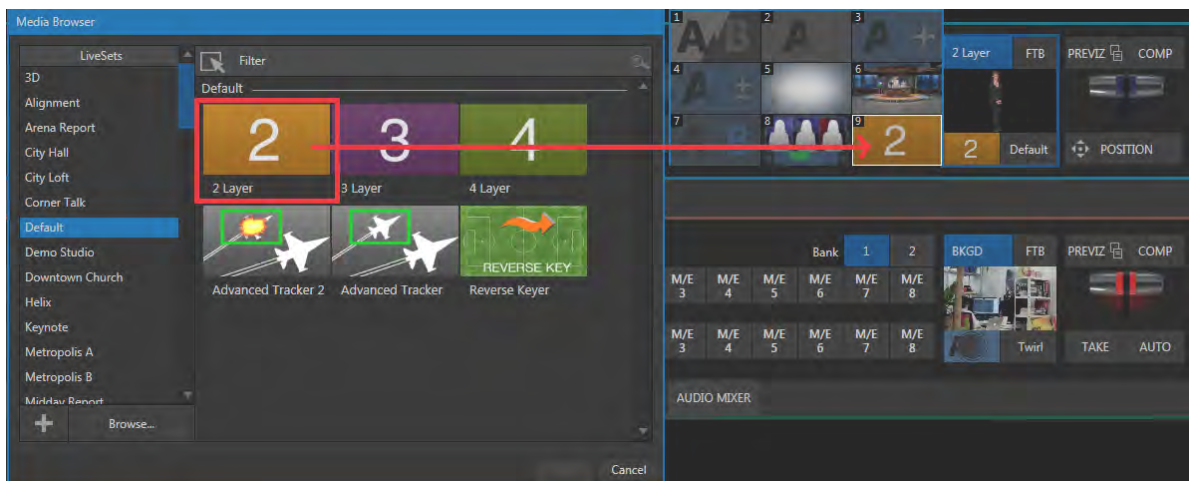 Media Browser
LiveSets
3D
Alignment
Arena Report
City Hall
City Loft
Corner Talk
Default
Demo Studio
Downtown Church
Helix
Keynote
Metropolis A
Metropolis B
Midday Report
Browse...
Filter
Default
2 3 4
2 Layer 3 Layer 4 Layer
REVERSE KEY
Advanced Tracker 2 Advanced Tracker Reverse Keyer
Cancel
1 2 3
A/B A A
4 5 6
7 8 9
2
2 Layer FTB PREVIZ COMP
2 Default POSITION
Bank 1 2 BKGD FTB PREVIZ COMP
M/E 3 M/E 4 M/E 5 M/E 6 M/E 7 M/E 8
M/E 3 M/E 4 M/E 5 M/E 6 M/E 7 M/E 8
Twirl TAKE AUTO
AUDIO MIXER